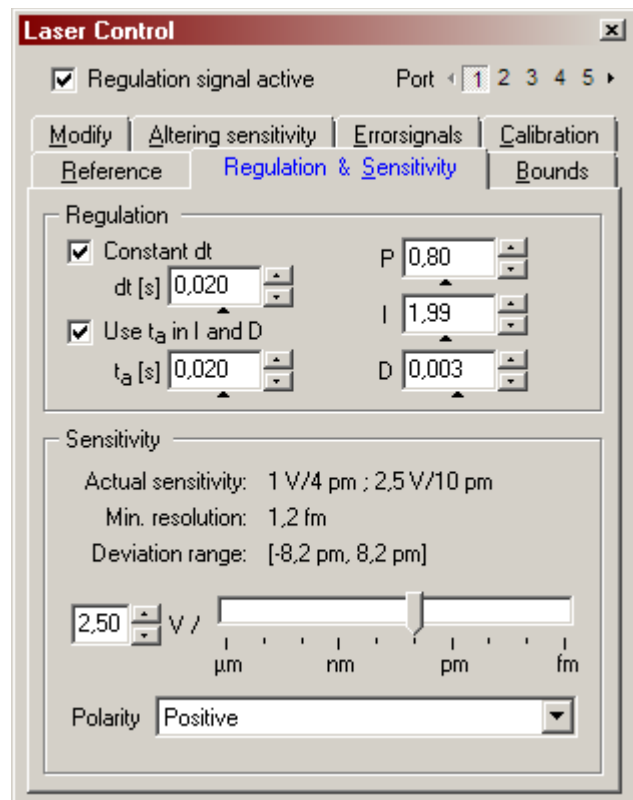 Laser Control
Regulation signal active Port 1 2 3 4 5
Modify Altering sensitivity Errorsignals Calibration
Reference Regulation & Sensitivity Bounds
Regulation
Constant dt P 0,80
dt [s] 0,020
I 1,99
Use ta in I and D
ta [s] 0,020 D 0,003
Sensitivity
Actual sensitivity: 1 V/4 pm ; 2,5 V/10 pm
Min. resolution: 1,2 fm
Deviation range: [-8,2 pm, 8,2 pm]
2,50 V /
µm nm pm fm
Polarity Positive